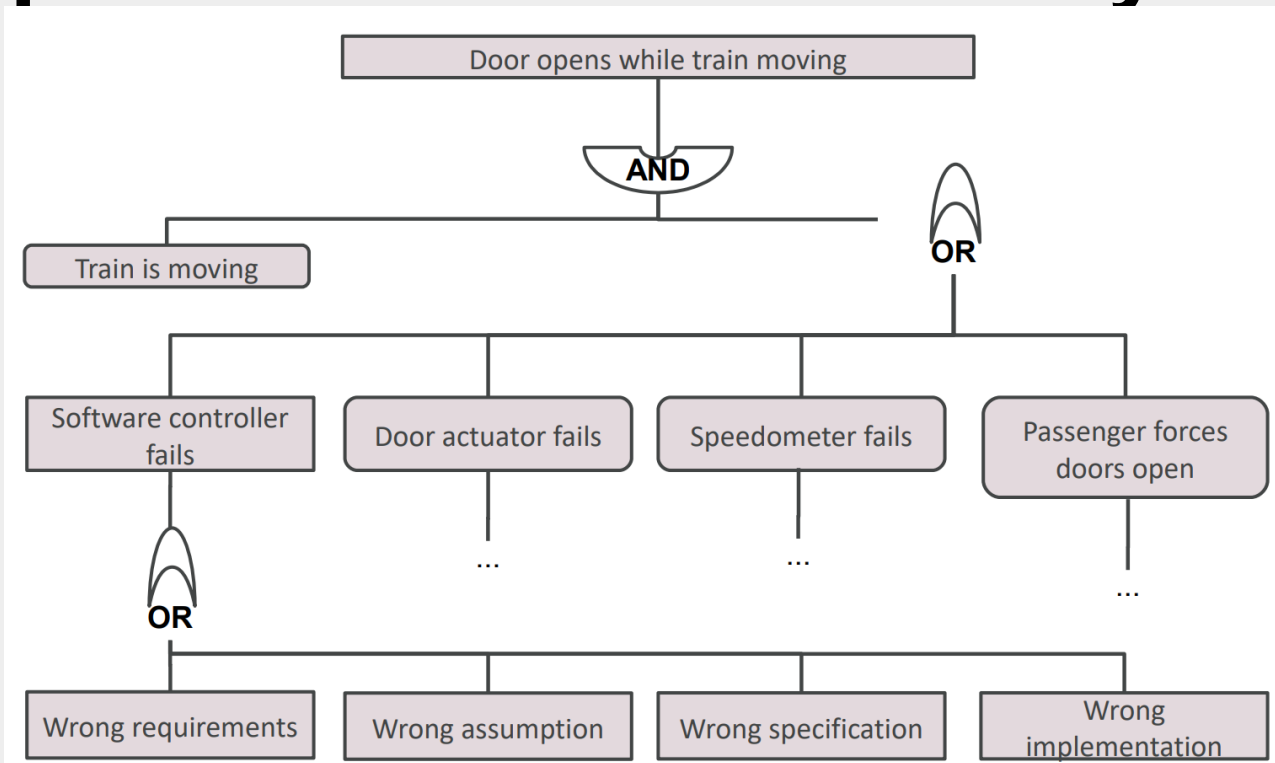 Door opens while train moving
AND
OR
Train is moving
Software controller
fails
Door actuator fails
Speedometer fails
Passenger forces
doors open
...
...
...
OR
Wrong requirements
Wrong assumption
Wrong specification
Wrong
implementation